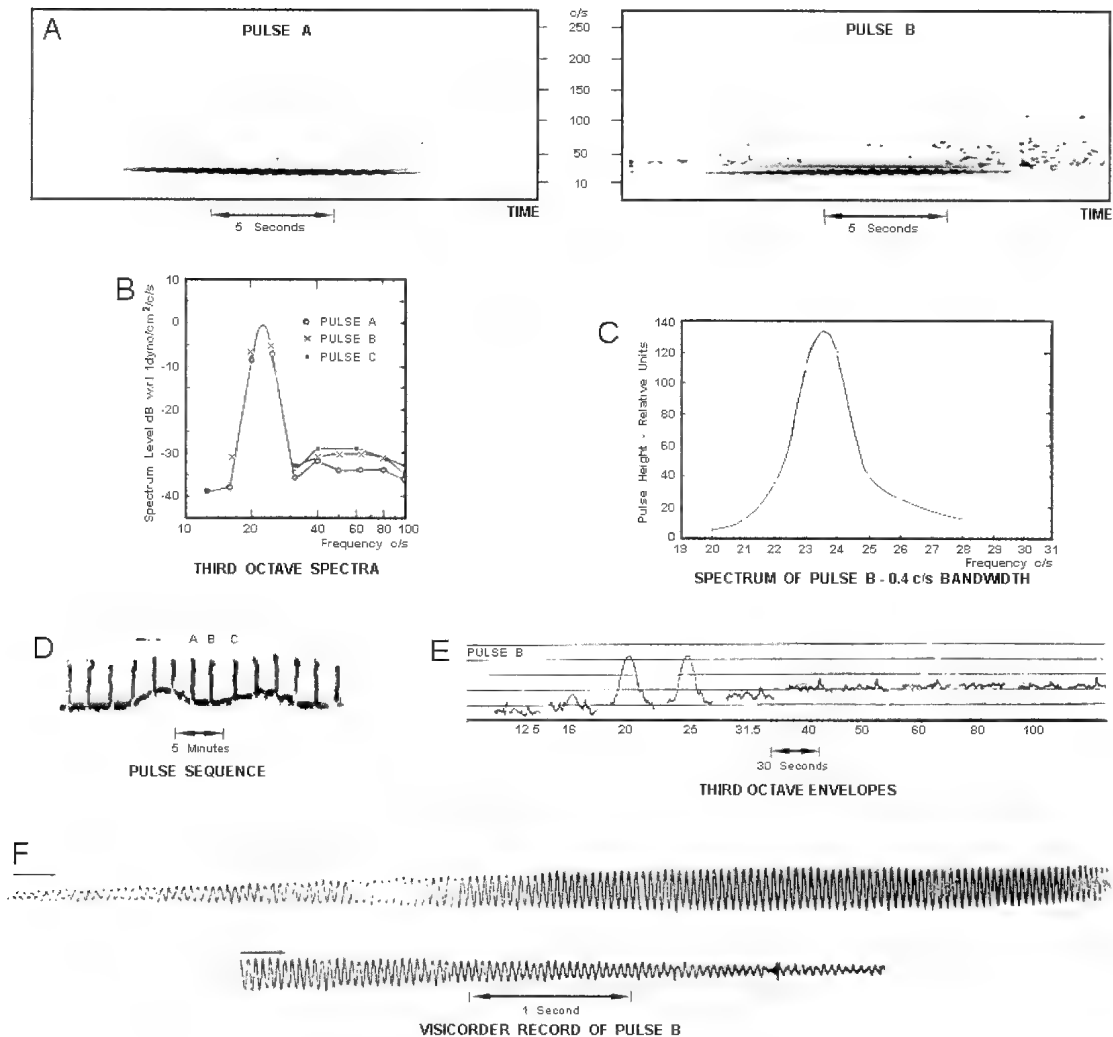 A
PULSE A
c/s
250
200
150
100
50
10
PULSE B
5 Seconds
TIME
5 Seconds
TIME
B
Spectrum Level dB w.r.t 1dyne/cm²/c/s
10
0
-10
-20
-30
-40
PULSE A
PULSE B
PULSE C
10 20 40 60 80 100
Frequency c/s
THIRD OCTAVE SPECTRA
C
Pulse Height - Relative Units
140
120
100
80
60
40
20
0
19 20 21 22 23 24 25 26 27 28 29 30 31
Frequency c/s
SPECTRUM OF PULSE B - 0.4 c/s BANDWIDTH
D
A B C
5 Minutes
PULSE SEQUENCE
E
PULSE B
12.5 16 20 25 31.5 40 50 60 80 100
30 Seconds
THIRD OCTAVE ENVELOPES
F
1 Second
VISICORDER RECORD OF PULSE B